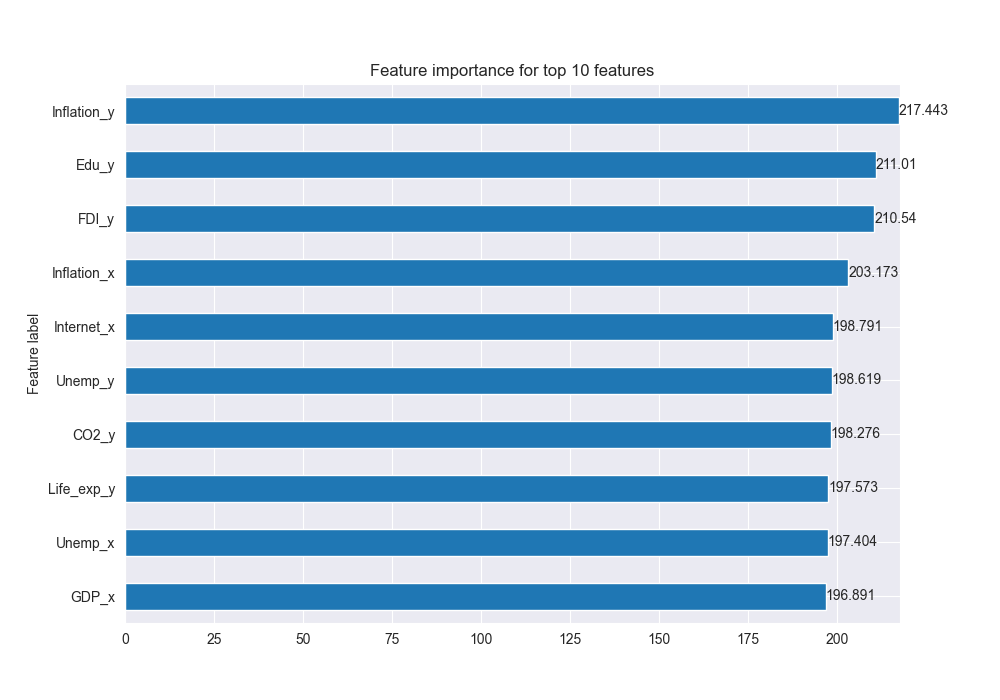 Feature importance for top 10 features
Inflation_y 217.443
Edu_y 211.01
FDI_y 210.54
Inflation_x 203.173
Internet_x 198.791
Unemp_y 198.619
CO2_y 198.276
Life_exp_y 197.573
Unemp_x 197.404
GDP_x 196.891
Feature label
0 25 50 75 100 125 150 175 200